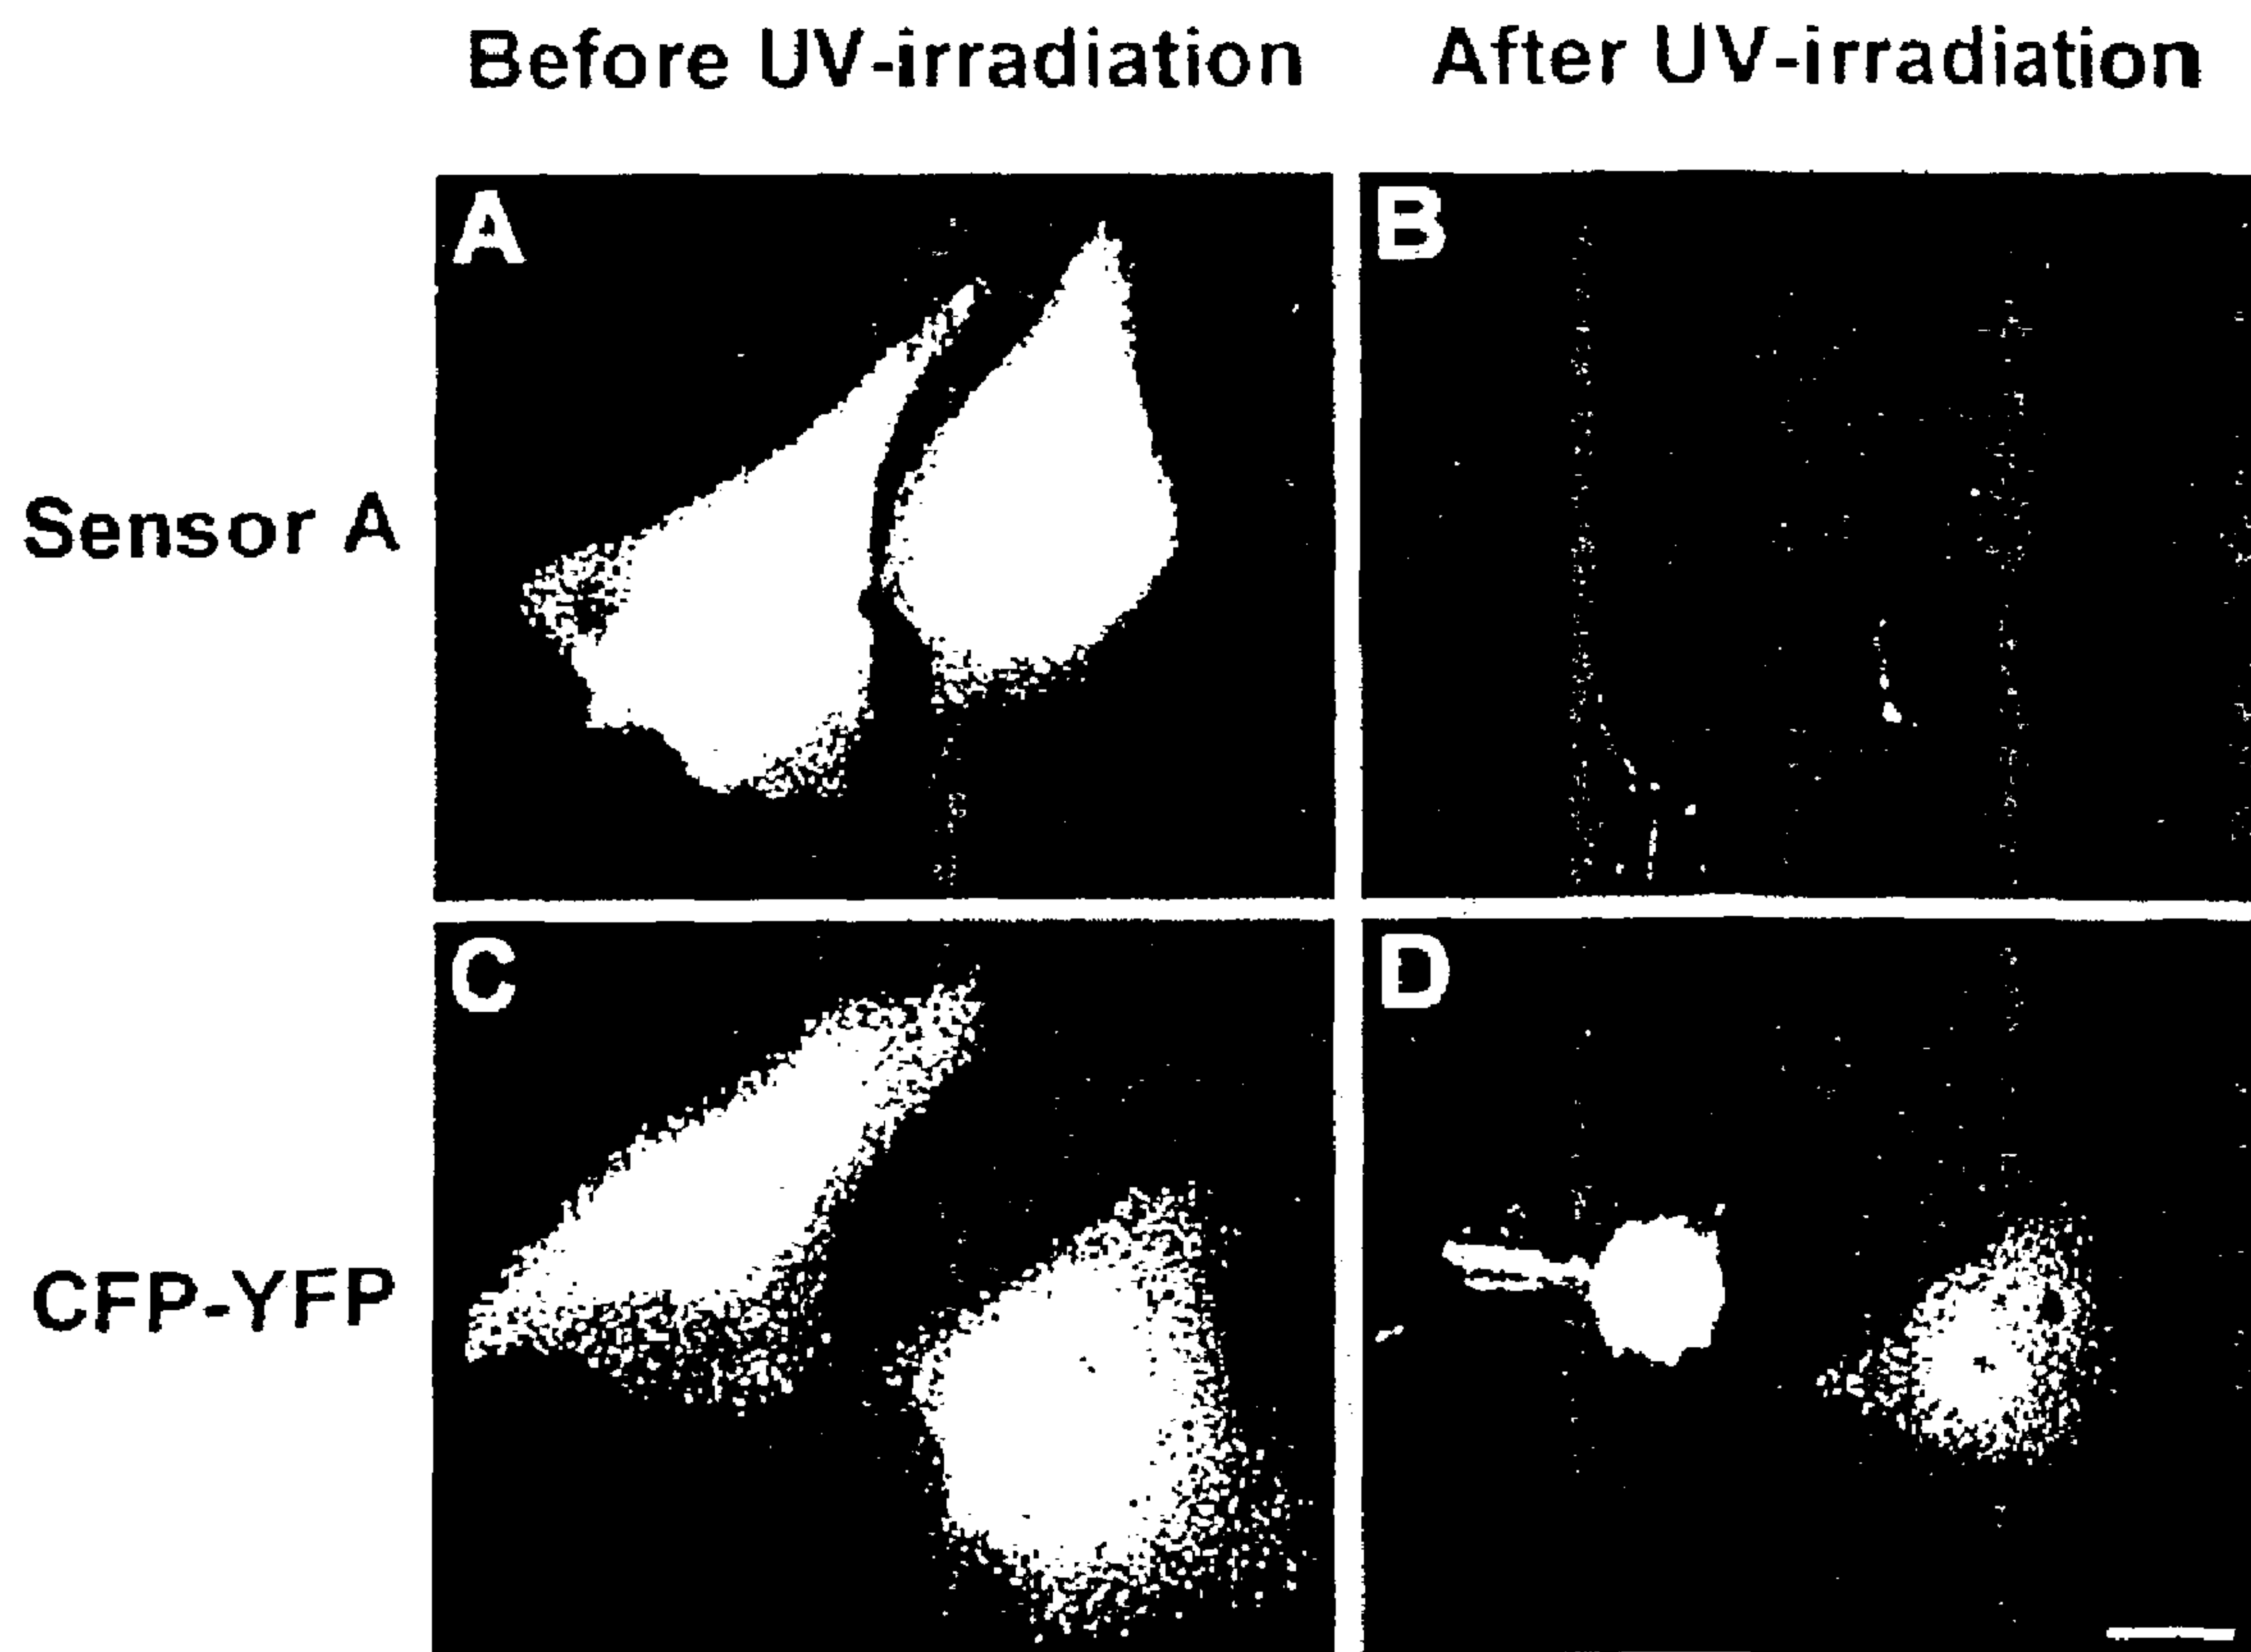 Before UV-irradiation After UV-irradiation
A B
Sensor A
C D
CFP-YFP